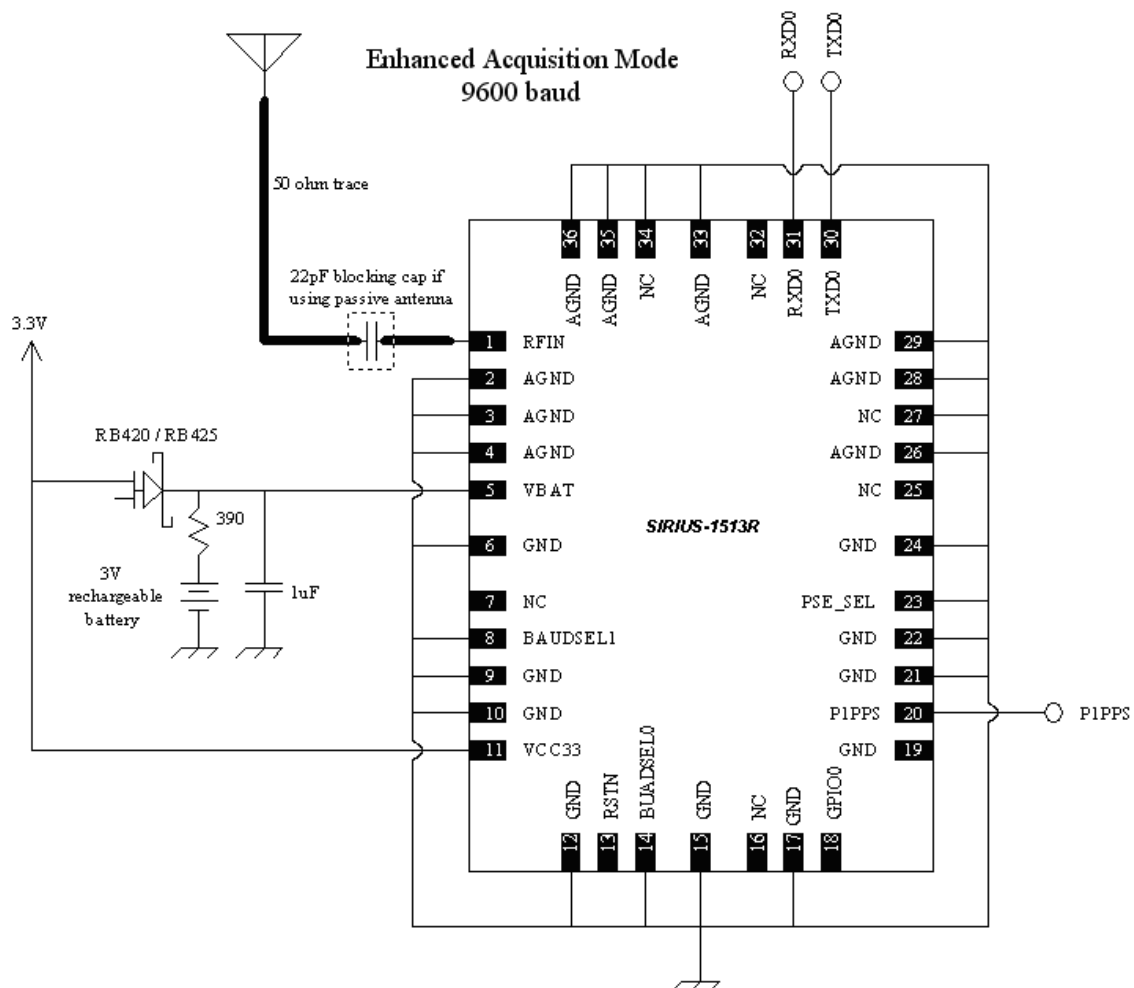 RXD0
TXD0
Enhanced Acquisition Mode
9600 baud
50 ohm trace
22pF blocking cap if
using passive antenna
3.3V
36
35
34
33
32
31
30
AGND
AGND
NC
AGND
NC
RXD0
TXD0
1 RFIN
AGND 29
2 AGND
AGND 28
3 AGND
NC 27
4 AGND
AGND 26
5 VBAT
NC 25
RB420 / RB425
390
3V
rechargeable
battery
1uF
SIRIUS-1513R
6 GND
GND 24
7 NC
PSE_SEL 23
8 BAUDSEL1
GND 22
9 GND
GND 21
10 GND
P1PPS 20
P1PPS
11 VCC33
GND 19
GND
RSTN
BUADSEL0
GND
NC
GND
GPIO0
12
13
14
15
16
17
18